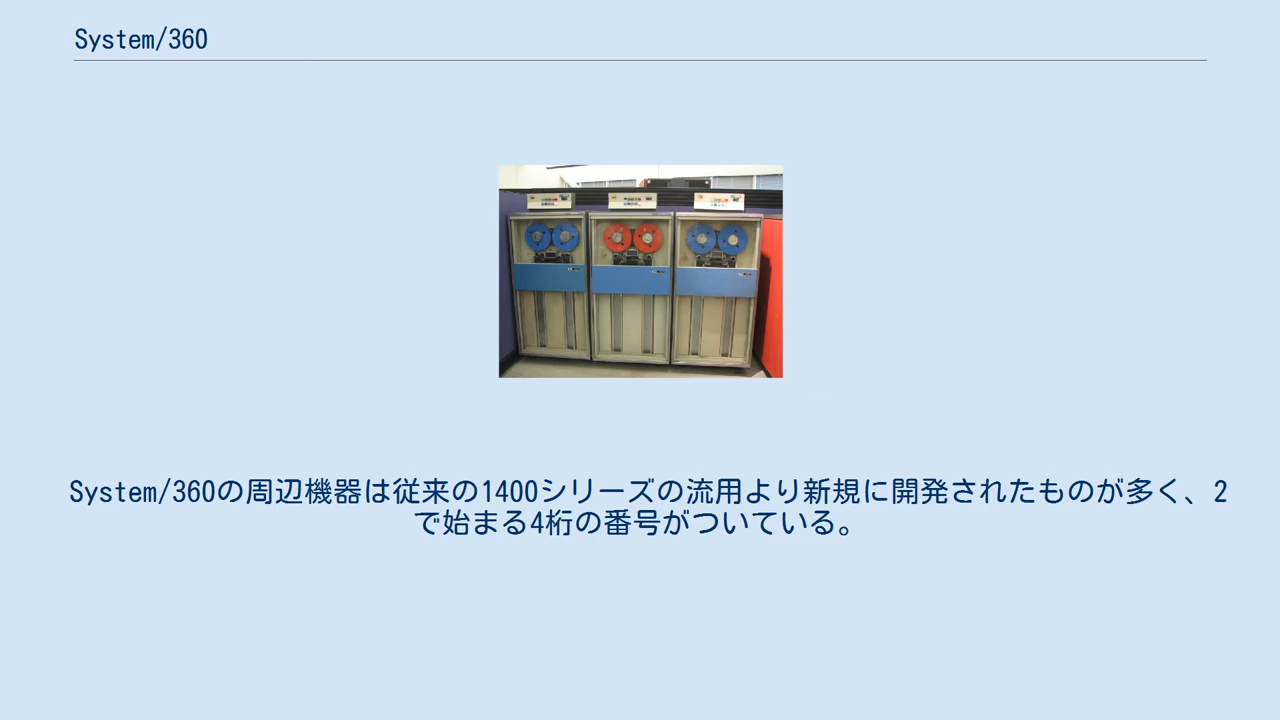 System/360
System/360の周辺機器は従来の1400シリーズの流用より新規に開発されたものが多く、2
で始まる4桁の番号がついている。